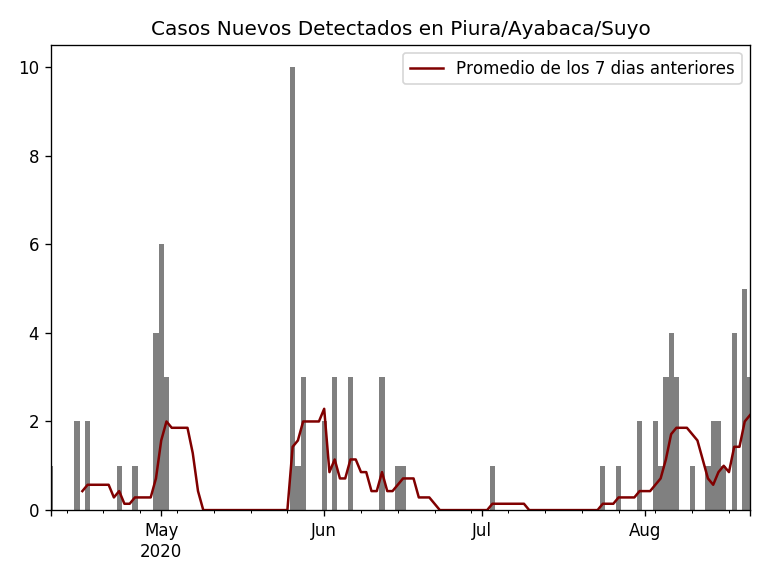 Casos Nuevos Detectados en Piura/Ayabaca/Suyo
Promedio de los 7 dias anteriores
10
8
6
4
2
0
May Jun Jul Aug
2020